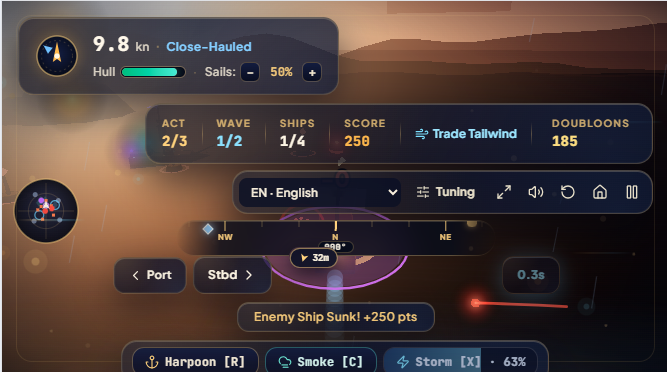 9.8 kn · Close-Hauled
Hull · Sails: − 50% +
ACT WAVE SHIPS SCORE DOUBLOONS
2/3 1/2 1/4 250 Trade Tailwind 185
EN · English Tuning
NW N NE
000°
32m
Port Stbd 0.3s
Enemy Ship Sunk! +250 pts
Harpoon [R] Smoke [C] Storm [X] · 63%